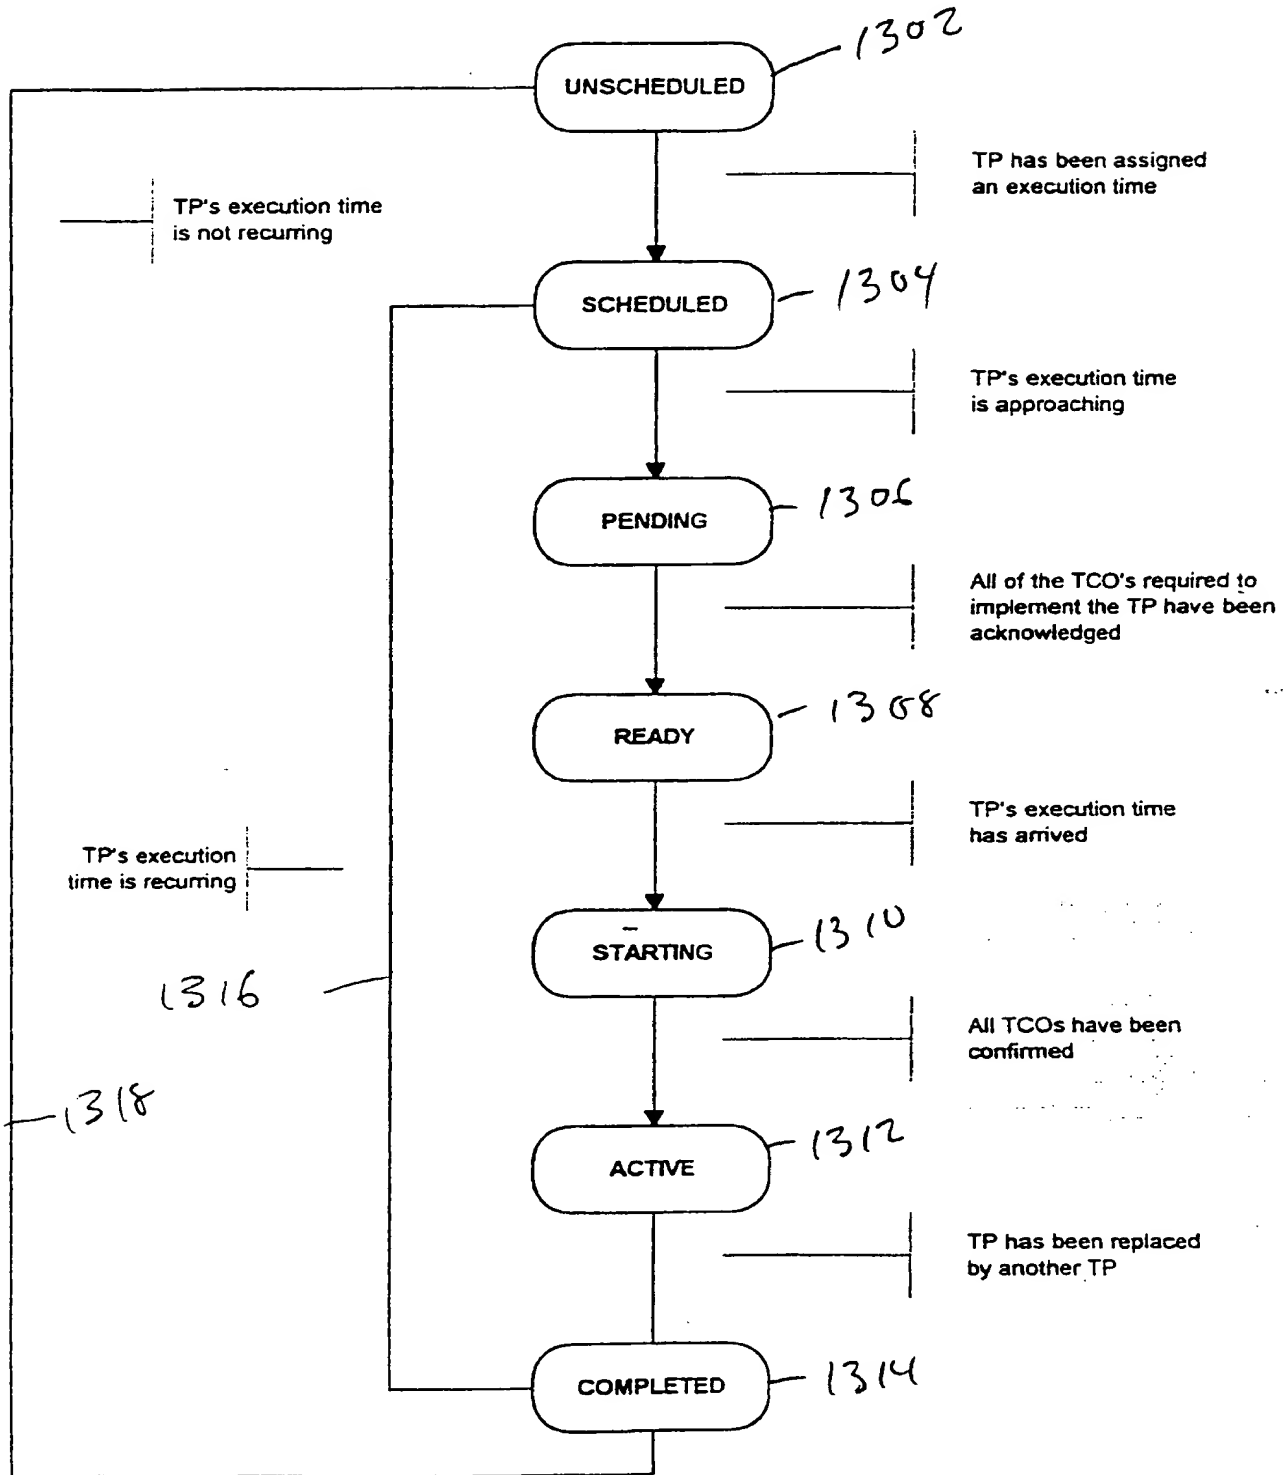 1302
UNSCHEDULED
TP has been assigned
an execution time
TP's execution time
is not recurring
SCHEDULED
1304
TP's execution time
is approaching
PENDING
1306
All of the TCO's required to
implement the TP have been
acknowledged
READY
1308
TP's execution time
has arrived
TP's execution
time is recurring
STARTING
1310
1316
All TCOs have been
confirmed
1318
ACTIVE
1312
TP has been replaced
by another TP
COMPLETED
1314